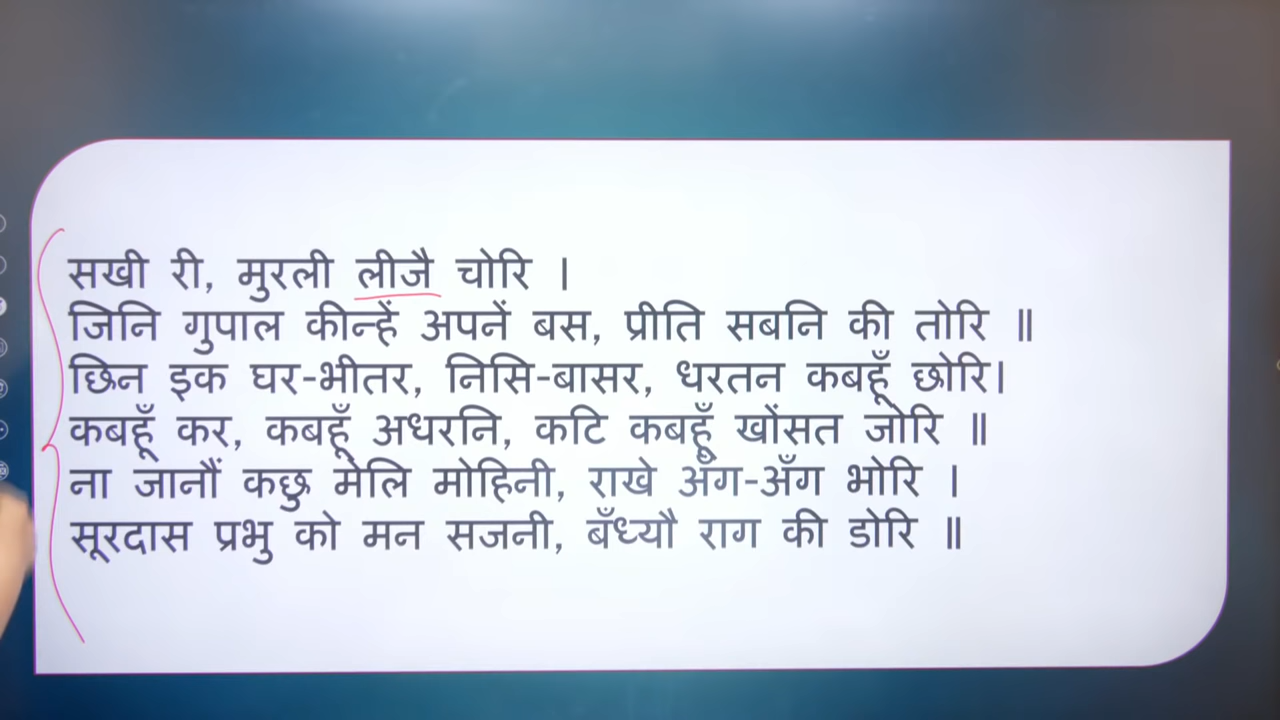 सखी री, मुरली लीजै चोरि ।
जिनि गुपाल कीन्हें अपनें बस, प्रीति सबनि की तोरि ॥
छिन इक घर-भीतर, निसि-बासर, धरतन कबहूँ छोरि।
कबहूँ कर, कबहूँ अधरनि, कटि कबहूँ खोंसत जोरि ॥
ना जानौं कछु मेलि मोहिनी, राखे अँग-अँग भोरि ।
सूरदास प्रभु को मन सजनी, बँध्यौ राग की डोरि ॥